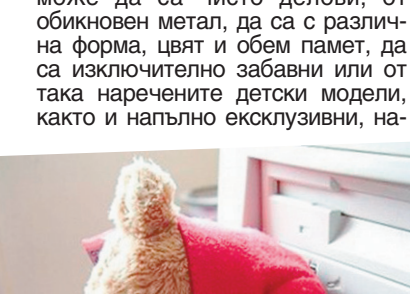 може да са чисто делови, от
обикновен метал, да са с различ-
на форма, цвят и обем памет, да
са изключително забавни или от
така наречените детски модели,
както и напълно ексклузивни, на-